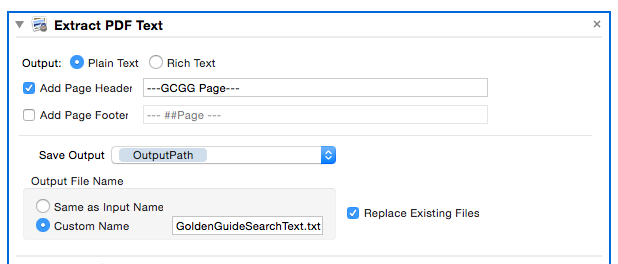 Extract PDF Text
Output: Plain Text Rich Text
Add Page Header ---GCGG Page---
Add Page Footer --- ##Page ---
Save Output OutputPath
Output File Name
Same as Input Name
Custom Name GoldenGuideSearchText.txt
Replace Existing Files